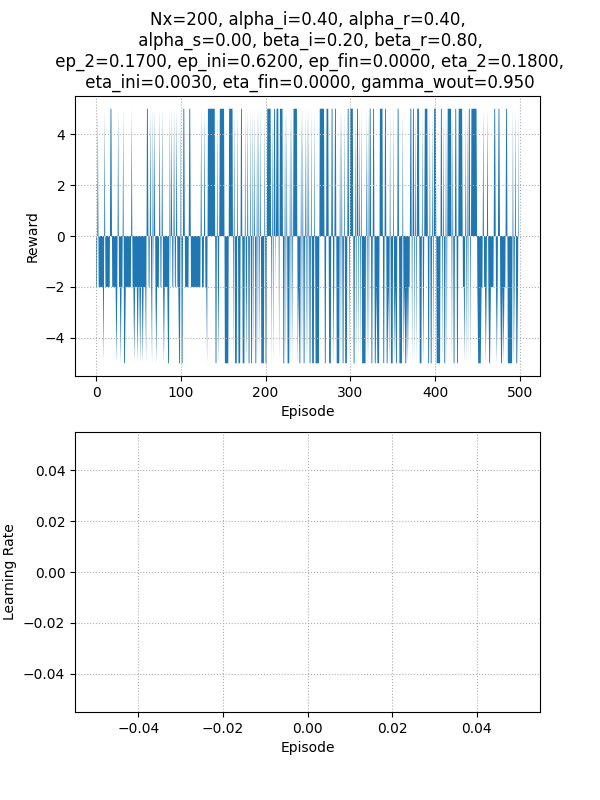 Nx=200, alpha_i=0.40, alpha_r=0.40,
alpha_s=0.00, beta_i=0.20, beta_r=0.80,
ep_2=0.1700, ep_ini=0.6200, ep_fin=0.0000, eta_2=0.1800,
eta_ini=0.0030, eta_fin=0.0000, gamma_wout=0.950
4
2
0
−2
−4
Reward
0 100 200 300 400 500
Episode
0.04
0.02
0.00
−0.02
−0.04
Learning Rate
−0.04 −0.02 0.00 0.02 0.04
Episode